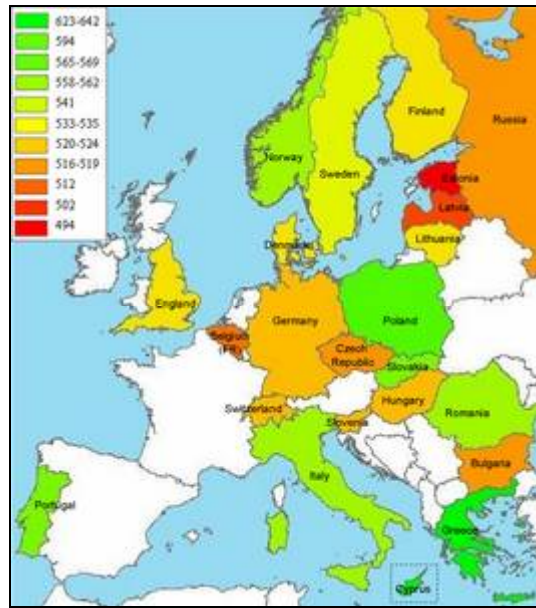 623-642
594
565-569
558-562
541
533-535
520-524
516-519
512
502
494
Finland
Russia
Norway
Sweden
Estonia
Latvia
Lithuania
Denmark
England
Poland
Germany
Belgium
(Fr)
Czech
Republic
Slovakia
Switzerland
Hungary
Slovenia
Romania
Italy
Bulgaria
Portugal
Greece
Cyprus